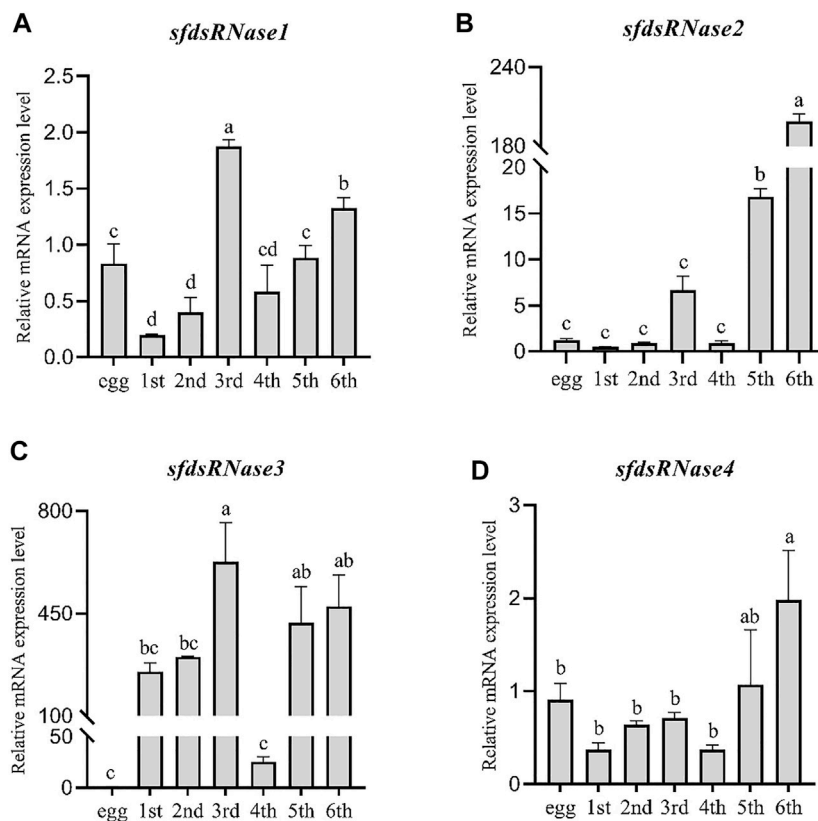 A
sfdsRNase1
Relative mRNA expression level
2.5
2.0
1.5
1.0
0.5
0.0
c
d
d
a
cd
c
b
egg 1st 2nd 3rd 4th 5th 6th
B
sfdsRNase2
Relative mRNA expression level
240
180
20
15
10
5
0
c
c
c
c
c
b
a
egg 1st 2nd 3rd 4th 5th 6th
C
sfdsRNase3
Relative mRNA expression level
800
450
100
50
0
c
bc
bc
a
c
ab
ab
egg 1st 2nd 3rd 4th 5th 6th
D
sfdsRNase4
Relative mRNA expression level
3
2
1
0
b
b
b
b
b
ab
a
egg 1st 2nd 3rd 4th 5th 6th